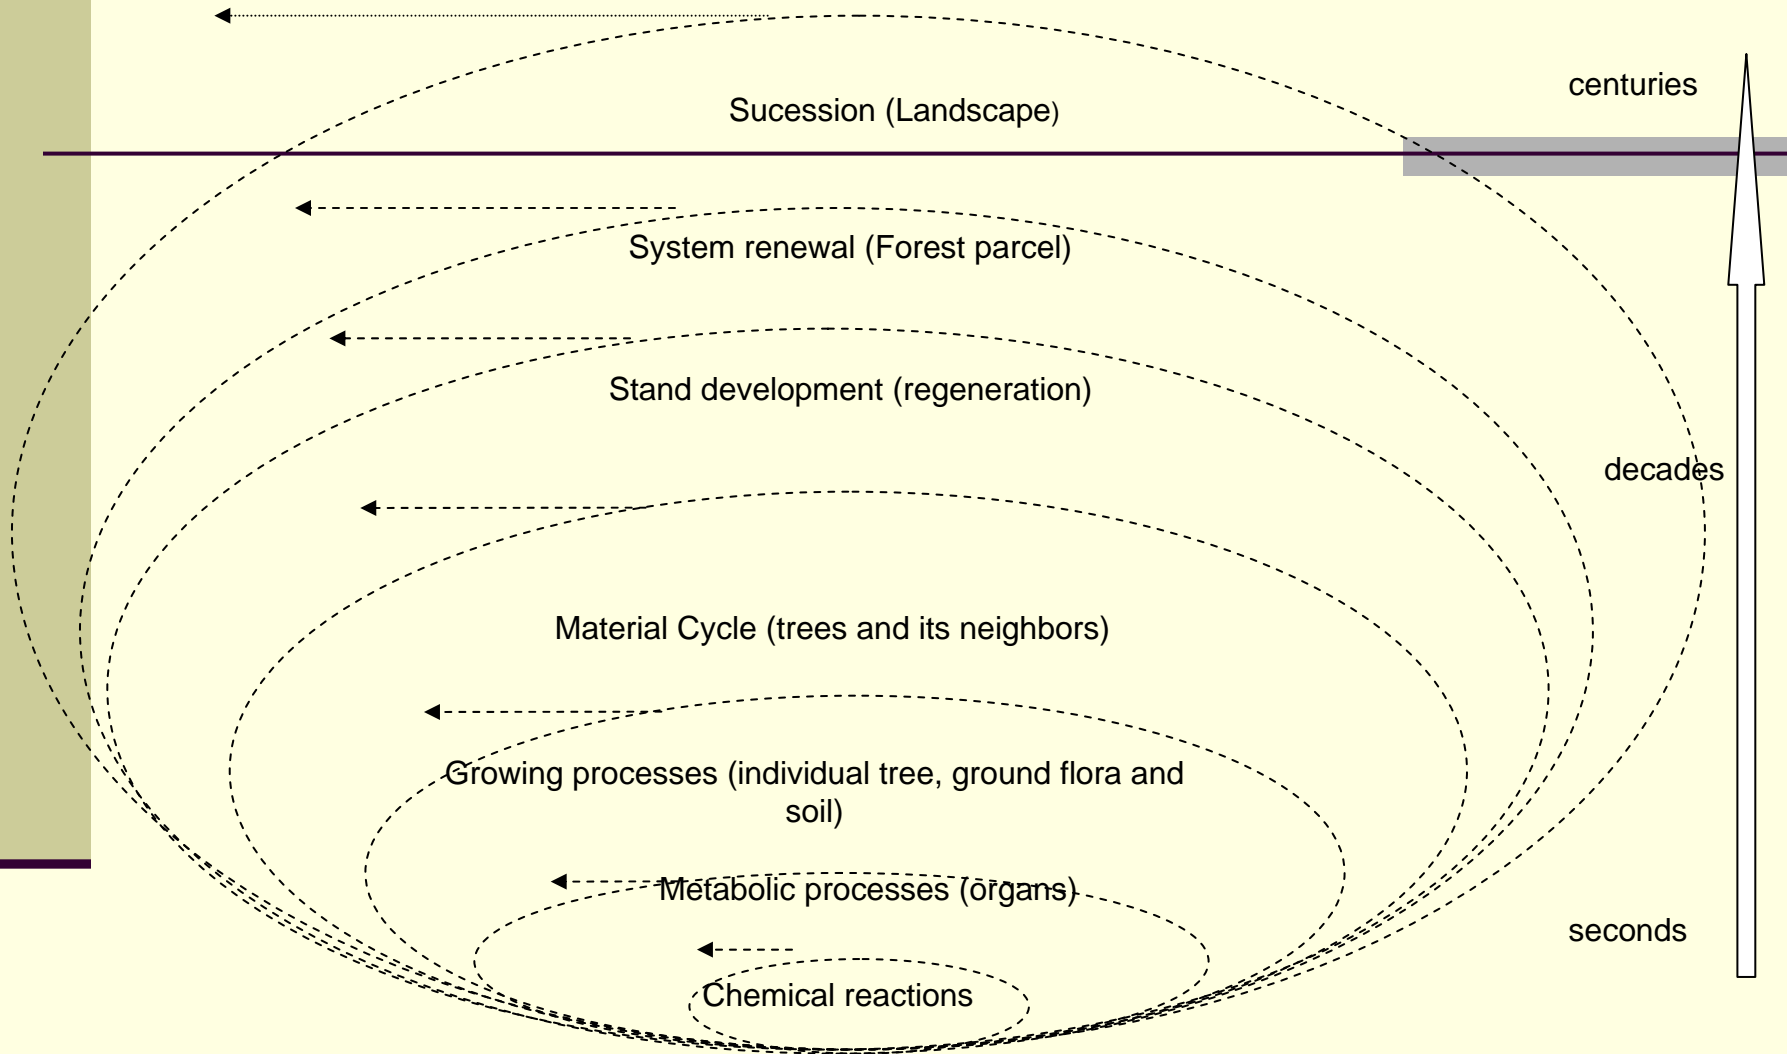 Sucession (Landscape)
centuries
System renewal (Forest parcel)
Stand development (regeneration)
decades
Material Cycle (trees and its neighbors)
Growing processes (individual tree, ground flora and
soil)
Metabolic processes (organs)
seconds
Chemical reactions